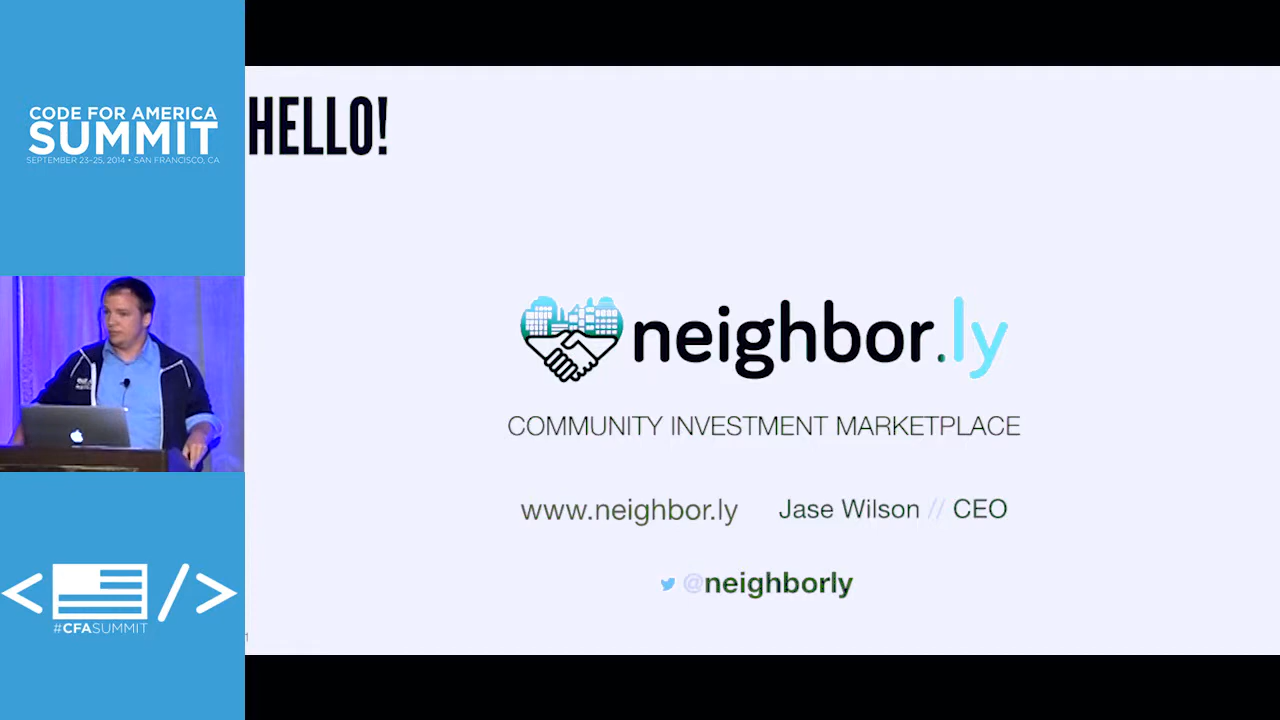 CODE FOR AMERICA
SUMMIT
SEPTEMBER 23-25, 2014 • SAN FRANCISCO, CA
HELLO!
neighbor.ly
COMMUNITY INVESTMENT MARKETPLACE
www.neighbor.ly
Jase Wilson // CEO
@neighborly
</>
#CFASUMMIT
1